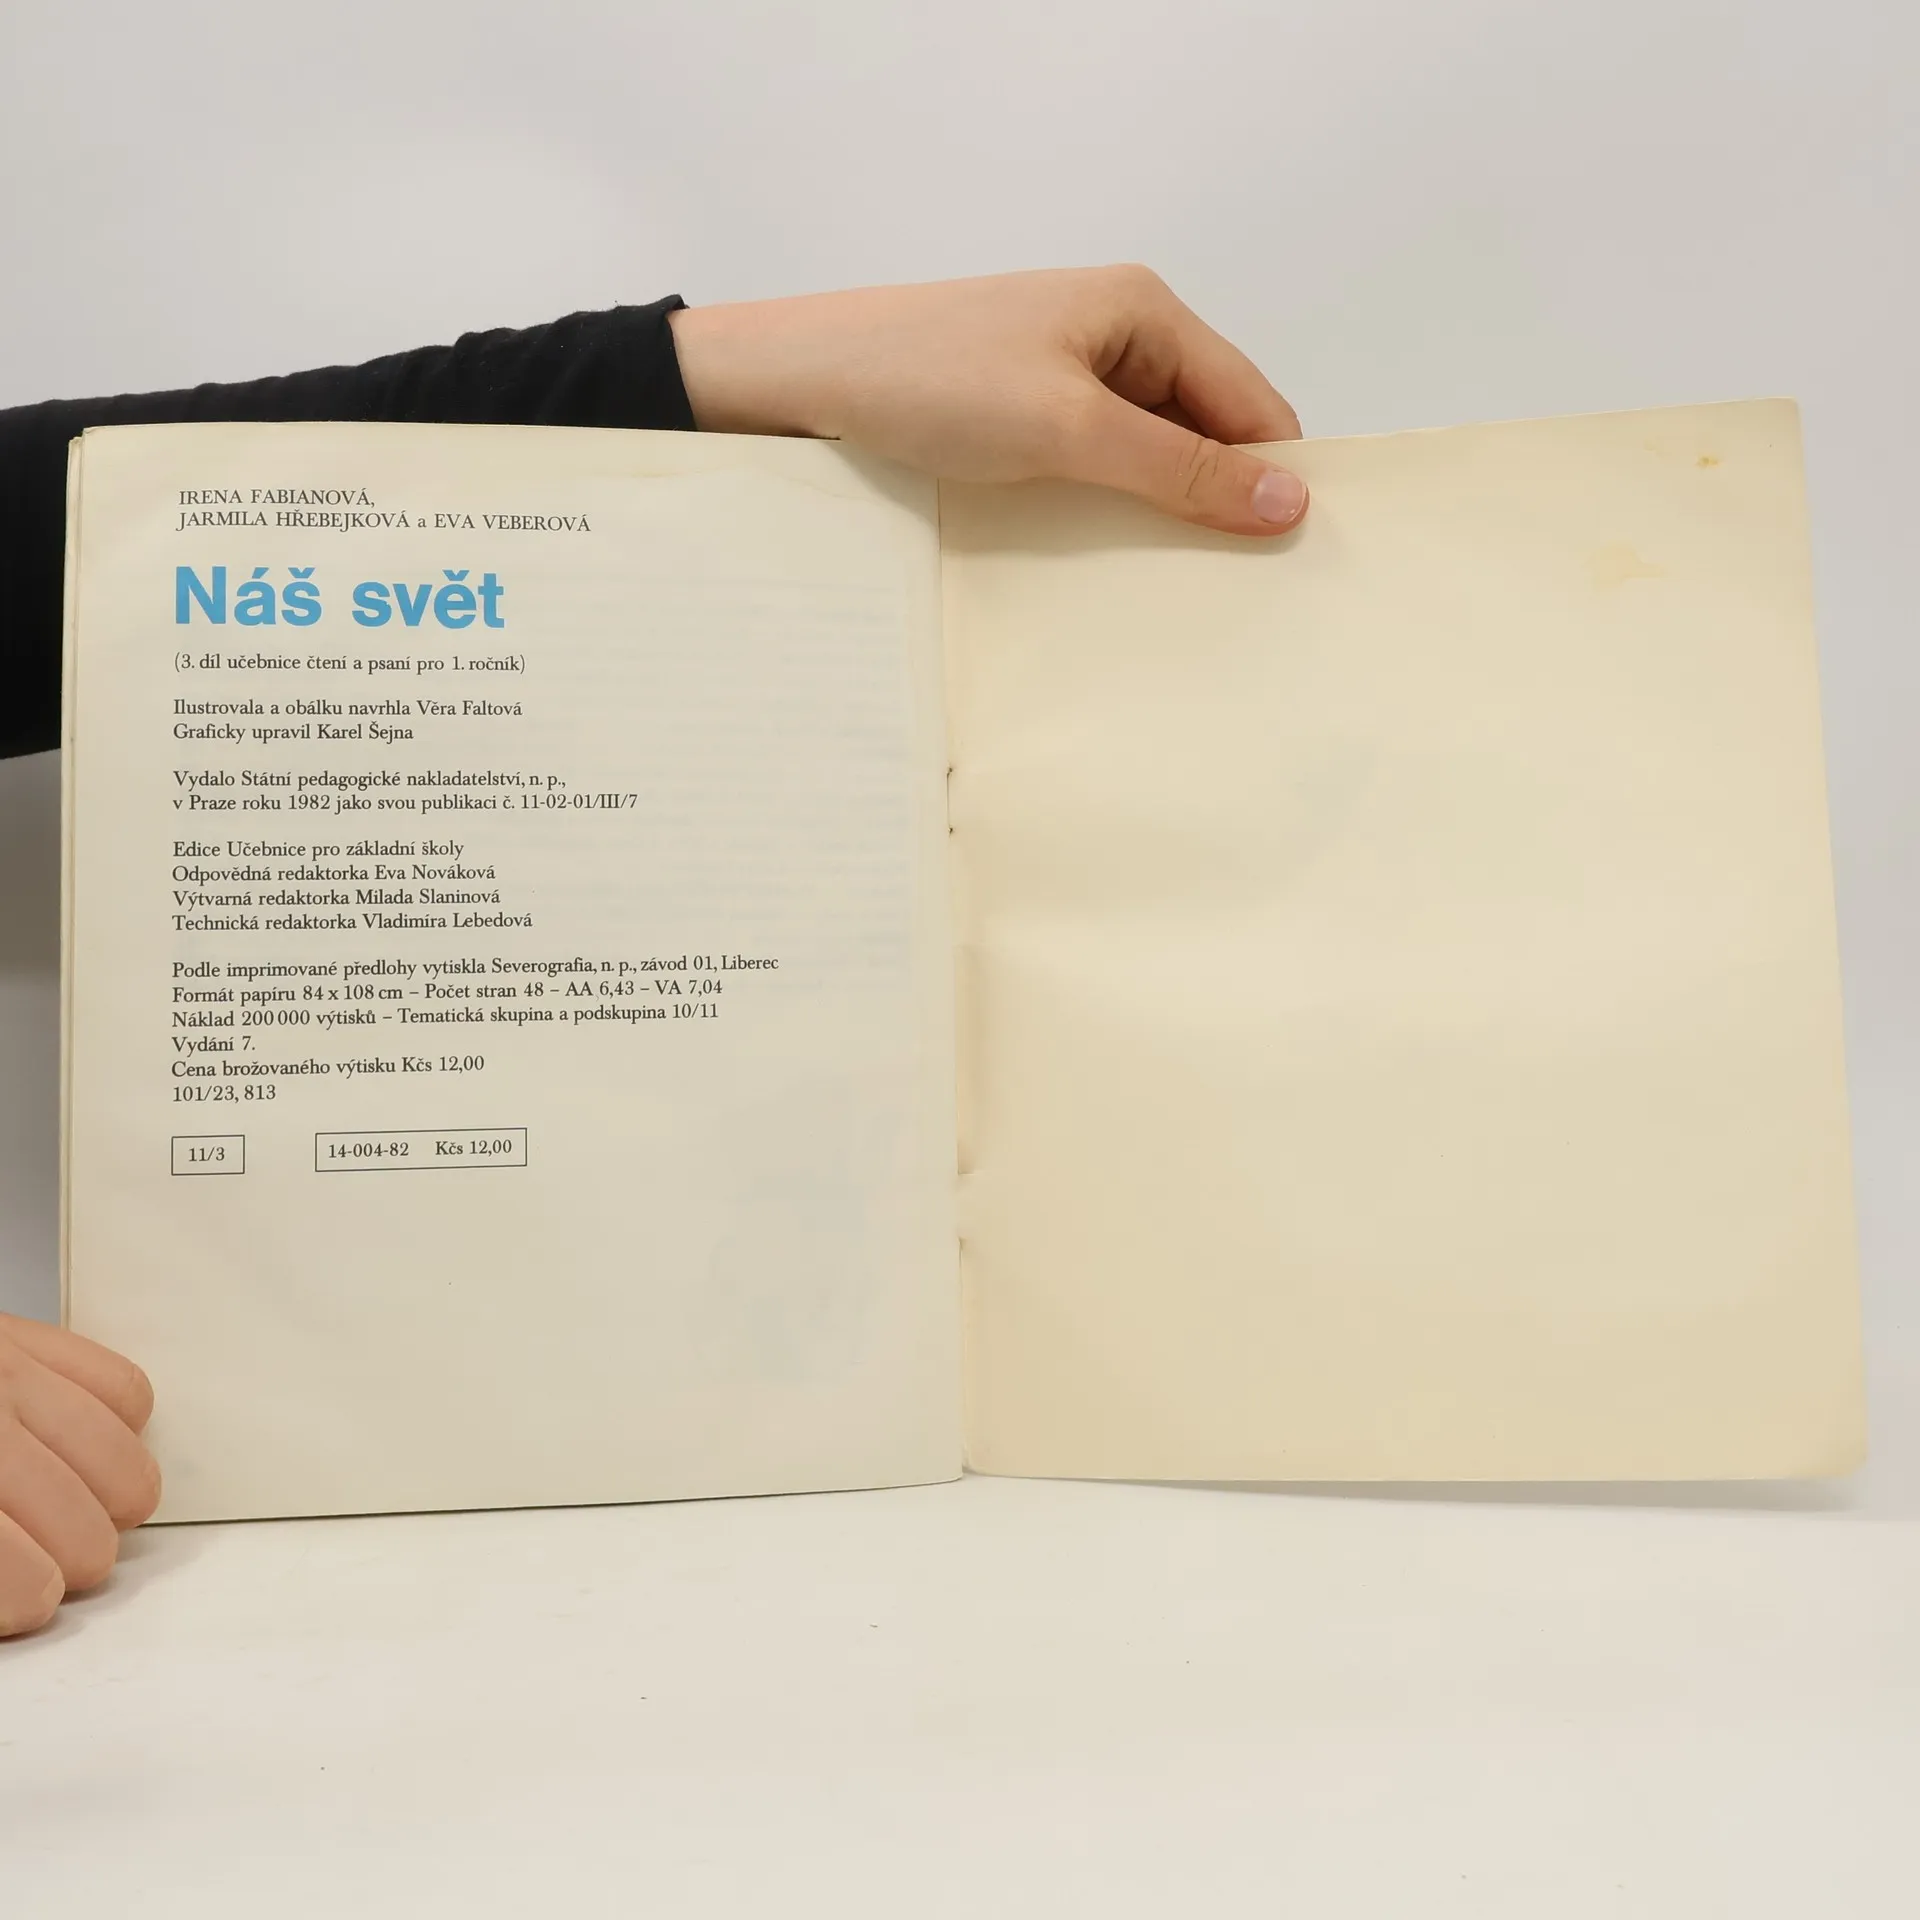 IRENA FABIANOVÁ,
JARMILA HŘEBEJKOVÁ a EVA VEBEROVÁ
Náš svět
(3. díl učebnice čtení a psaní pro 1. ročník)
Ilustrovala a obálku navrhla Věra Faltová
Graficky upravil Karel Šejna
Vydalo Státní pedagogické nakladatelství, n. p.,
v Praze roku 1982 jako svou publikaci č. 11-02-01/III/7
Edice Učebnice pro základní školy
Odpovědná redaktorka Eva Nováková
Výtvarná redaktorka Milada Slaninová
Technická redaktorka Vladimíra Lebedová
Podle imprimované předlohy vytiskla Severografia, n. p., závod 01, Liberec
Formát papíru 84 x 108 cm – Počet stran 48 – AA 6,43 – VA 7,04
Náklad 200 000 výtisků – Tematická skupina a podskupina 10/11
Vydání 7.
Cena brožovaného výtisku Kčs 12,00
101/23, 813
11/3 14-004-82 Kčs 12,00